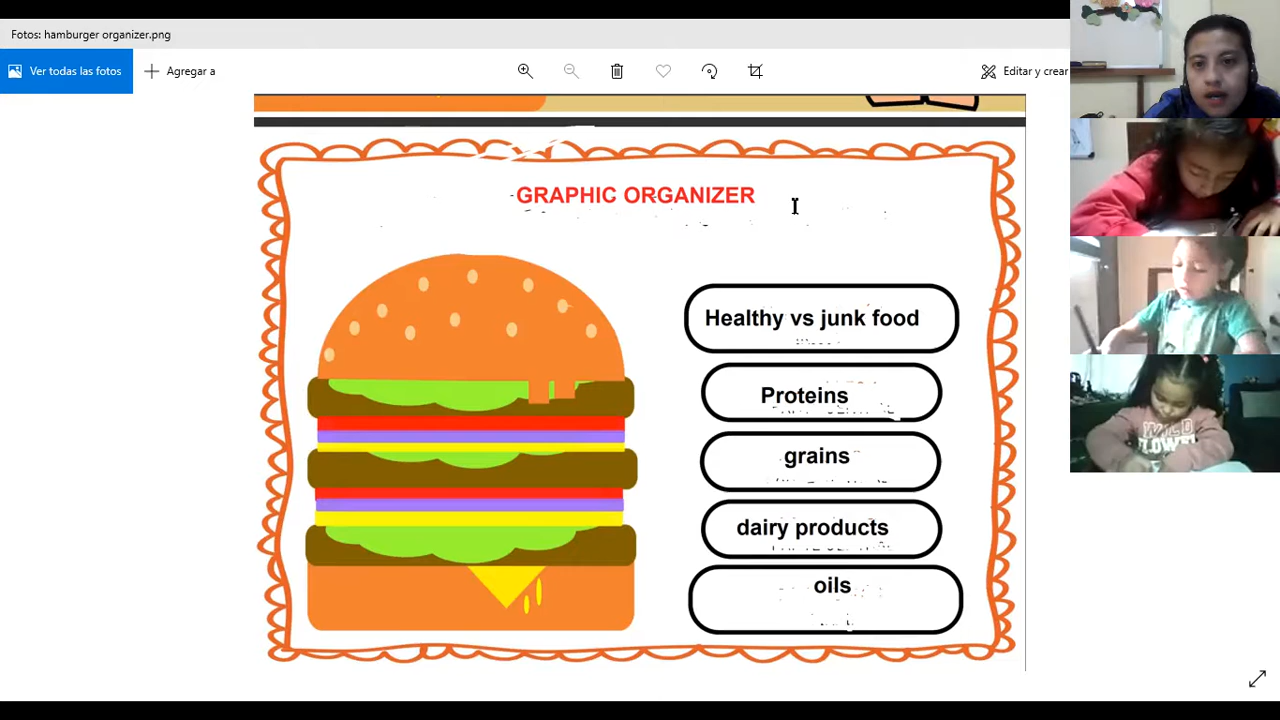 Fotos: hamburger organizer.png
Ver todas las fotos
Agregar a
Editar y crear
GRAPHIC ORGANIZER
Healthy vs junk food
Proteins
grains
dairy products
oils
WILD
FLOWER